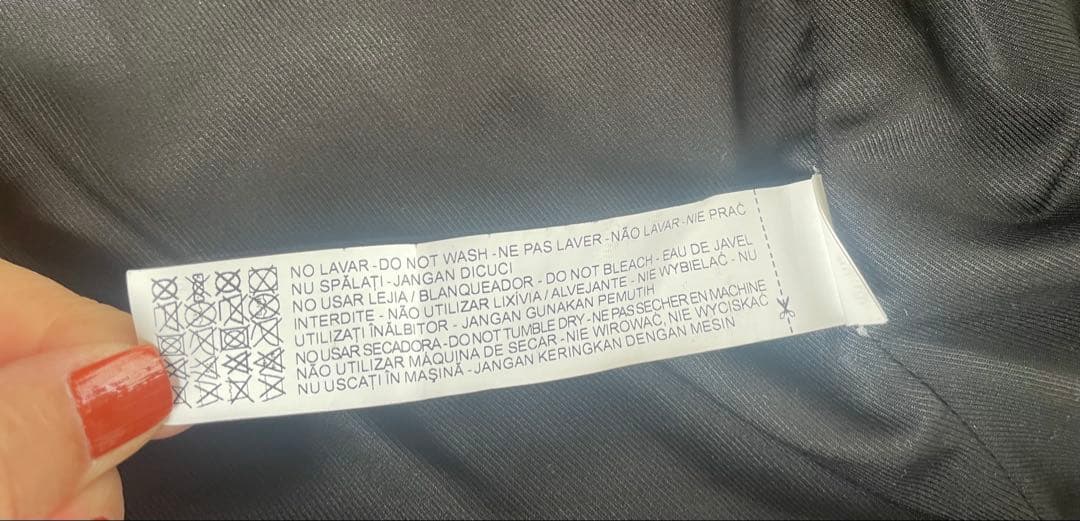 NO LAVAR - DO NOT WASH - NE PAS LAVER - NÃO LAVAR - NIE PRAĆ
NU SPĂLAȚI - JANGAN DICUCI
NO USAR LEJIA / BLANQUEADOR - DO NOT BLEACH - EAU DE JAVEL
INTERDITE - NÃO UTILIZAR LIXÍVIA / ALVEJANTE - NIE WYBIELAĆ - NU
UTILIZAȚI ÎNĂLBITOR - JANGAN GUNAKAN PEMUTIH
NO USAR SECADORA - DO NOT TUMBLE DRY - NE PAS SECHER EN MACHINE
NÃO UTILIZAR MÁQUINA DE SECAR - NIE WIROWAĆ, NIE WYCISKAĆ
NU USCAȚI ÎN MAŞINĂ - JANGAN KERINGKAN DENGAN MESIN